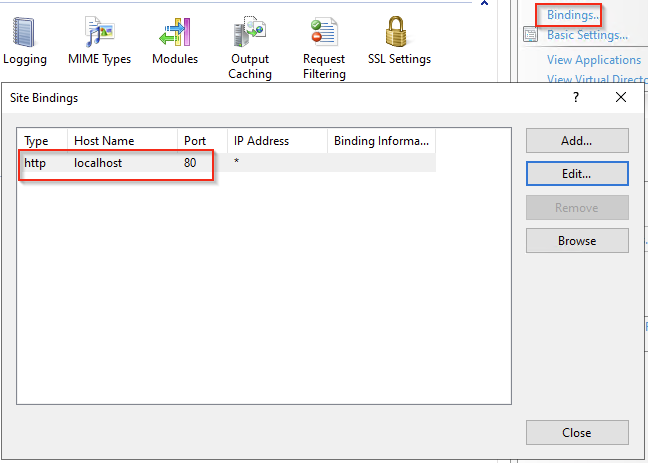 Bindings...
Basic Settings...
View Applications
View Virtual Directo
Logging
MIME Types
Modules
Output
Caching
Request
Filtering
SSL Settings
Site Bindings
?
Type Host Name Port IP Address Binding Informa...
http localhost 80 *
Add...
Edit...
Remove
Browse
Close